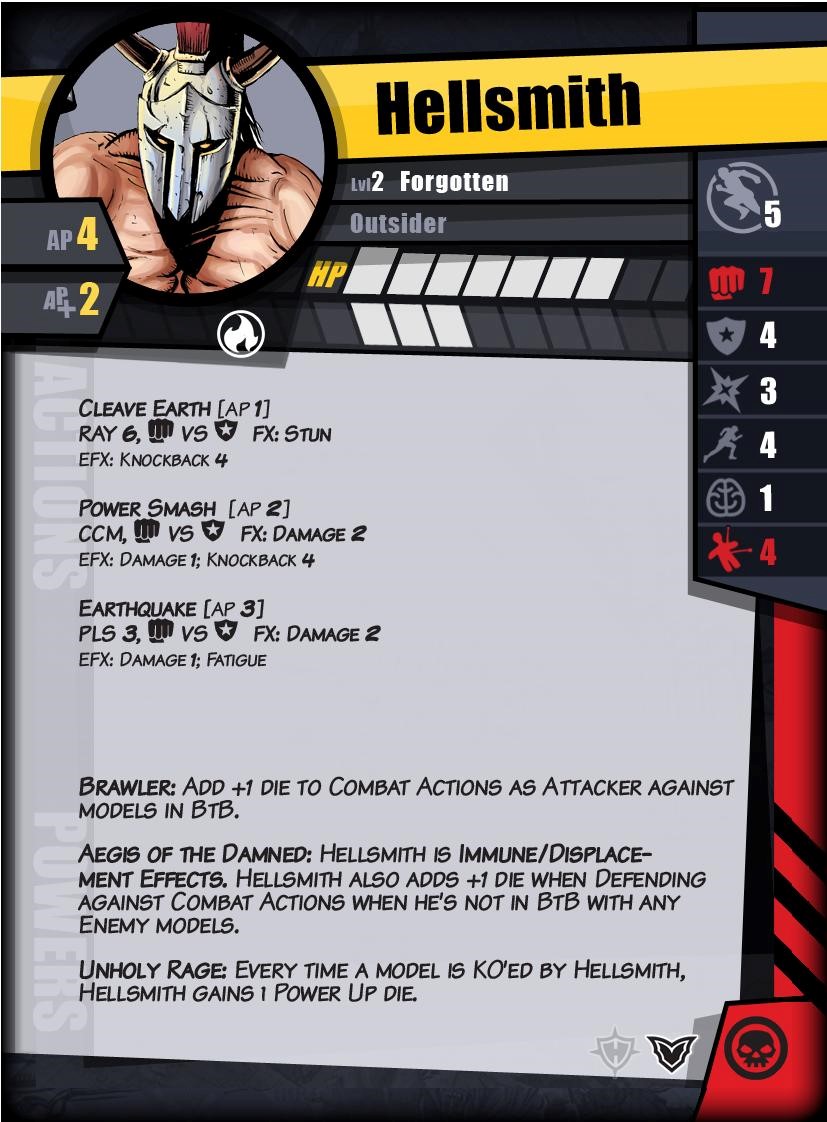 Hellsmith
Lvl2 Forgotten
Outsider
AP 4
AP+ 2
HP
5
7
4
3
4
1
4
ACTIONS
CLEAVE EARTH [AP 1]
RAY 6, VS FX: STUN
EFX: KNOCKBACK 4
POWER SMASH [AP 2]
CCM, VS FX: DAMAGE 2
EFX: DAMAGE 1; KNOCKBACK 4
EARTHQUAKE [AP 3]
PLS 3, VS FX: DAMAGE 2
EFX: DAMAGE 1; FATIGUE
POWERS
BRAWLER: ADD +1 DIE TO COMBAT ACTIONS AS ATTACKER AGAINST
MODELS IN BTB.
AEGIS OF THE DAMNED: HELLSMITH IS IMMUNE/DISPLACE-
MENT EFFECTS. HELLSMITH ALSO ADDS +1 DIE WHEN DEFENDING
AGAINST COMBAT ACTIONS WHEN HE'S NOT IN BTB WITH ANY
ENEMY MODELS.
UNHOLY RAGE: EVERY TIME A MODEL IS KO'ED BY HELLSMITH,
HELLSMITH GAINS 1 POWER UP DIE.
H